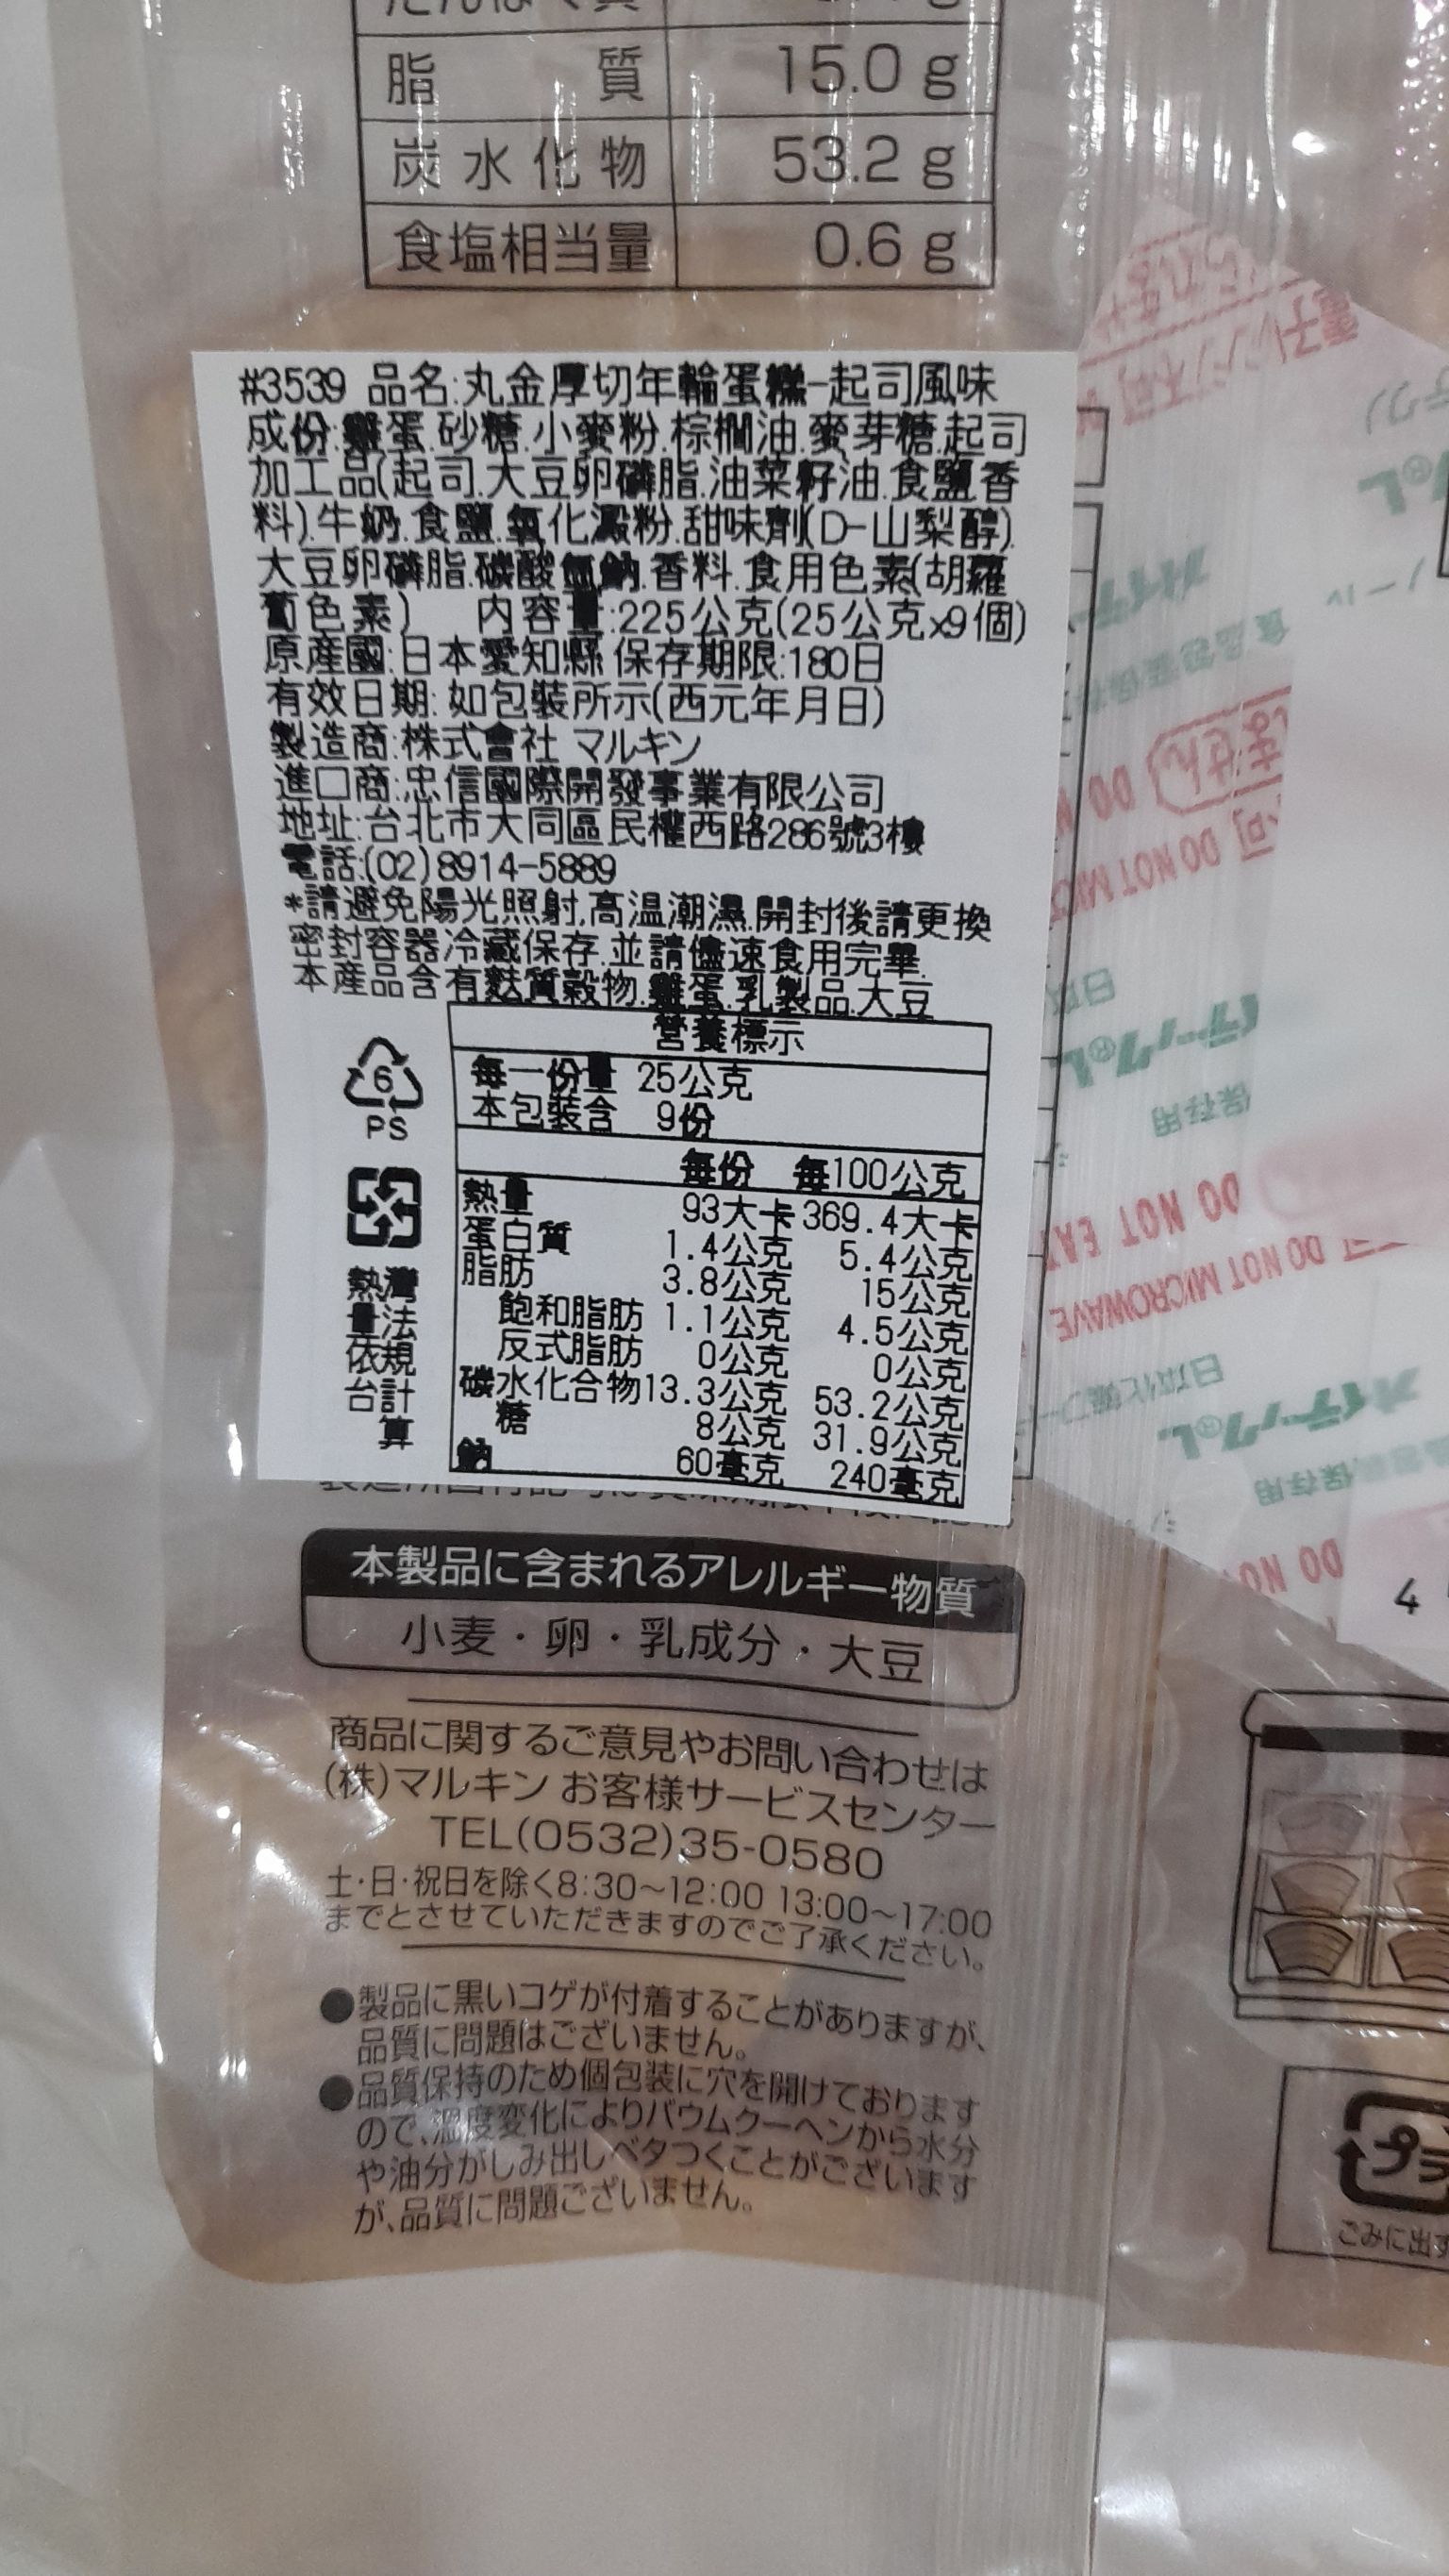 脂質 15.0 g
炭水化物 53.2 g
食塩相当量 0.6 g
#3539 品名:丸金厚切年輪蛋糕-起司風味
成份:雞蛋.砂糖.小麥粉.棕櫚油.麥芽糖.起司
加工品(起司.大豆卵磷脂.油菜籽油.食鹽.香
料).牛奶.食鹽.氧化澱粉.甜味劑(D-山梨醇).
大豆卵磷脂.磷酸氫鈉.香料.食用色素(胡蘿
蔔色素) 內容量:225公克(25公克x9個)
原產國:日本愛知縣 保存期限:180日
有效日期: 如包裝所示(西元年月日)
製造商:株式會社 マルキン
進口商:忠信國際開發事業有限公司
地址:台北市大同區民權西路286號3樓
電話:(02)8914-5889
*請避免陽光照射,高温潮濕.開封後請更換
密封容器冷藏保存.並請儘速食用完畢.
本產品含有麩質穀物.雞蛋.乳製品.大豆
營養標示
每一份量 25公克
本包裝含 9份
每份 每100公克
熱量 93大卡 369.4大卡
蛋白質 1.4公克 5.4公克
脂肪 3.8公克 15公克
飽和脂肪 1.1公克 4.5公克
反式脂肪 0公克 0公克
碳水化合物 13.3公克 53.2公克
糖 8公克 31.9公克
鈉 60毫克 240毫克
6
PS
熱量依台
灣法規計算
本製品に含まれるアレルギー物質
小麦・卵・乳成分・大豆
商品に関するご意見やお問い合わせは
(株)マルキン お客様サービスセンター
TEL(0532)35-0580
土・日・祝日を除く8:30〜12:00 13:00〜17:00
までとさせていただきますのでご了承ください。
●製品に黒いコゲが付着することがありますが、
品質に問題はございません。
●品質保持のため個包装に穴を開けております
ので、温度変化によりバウムクーヘンから水分
や油分がしみ出しベタつくことがございます
が、品質に問題ございません。
DO NOT EAT
DO NOT MICROWAVE
保存用
4
プラ
ごみに出す